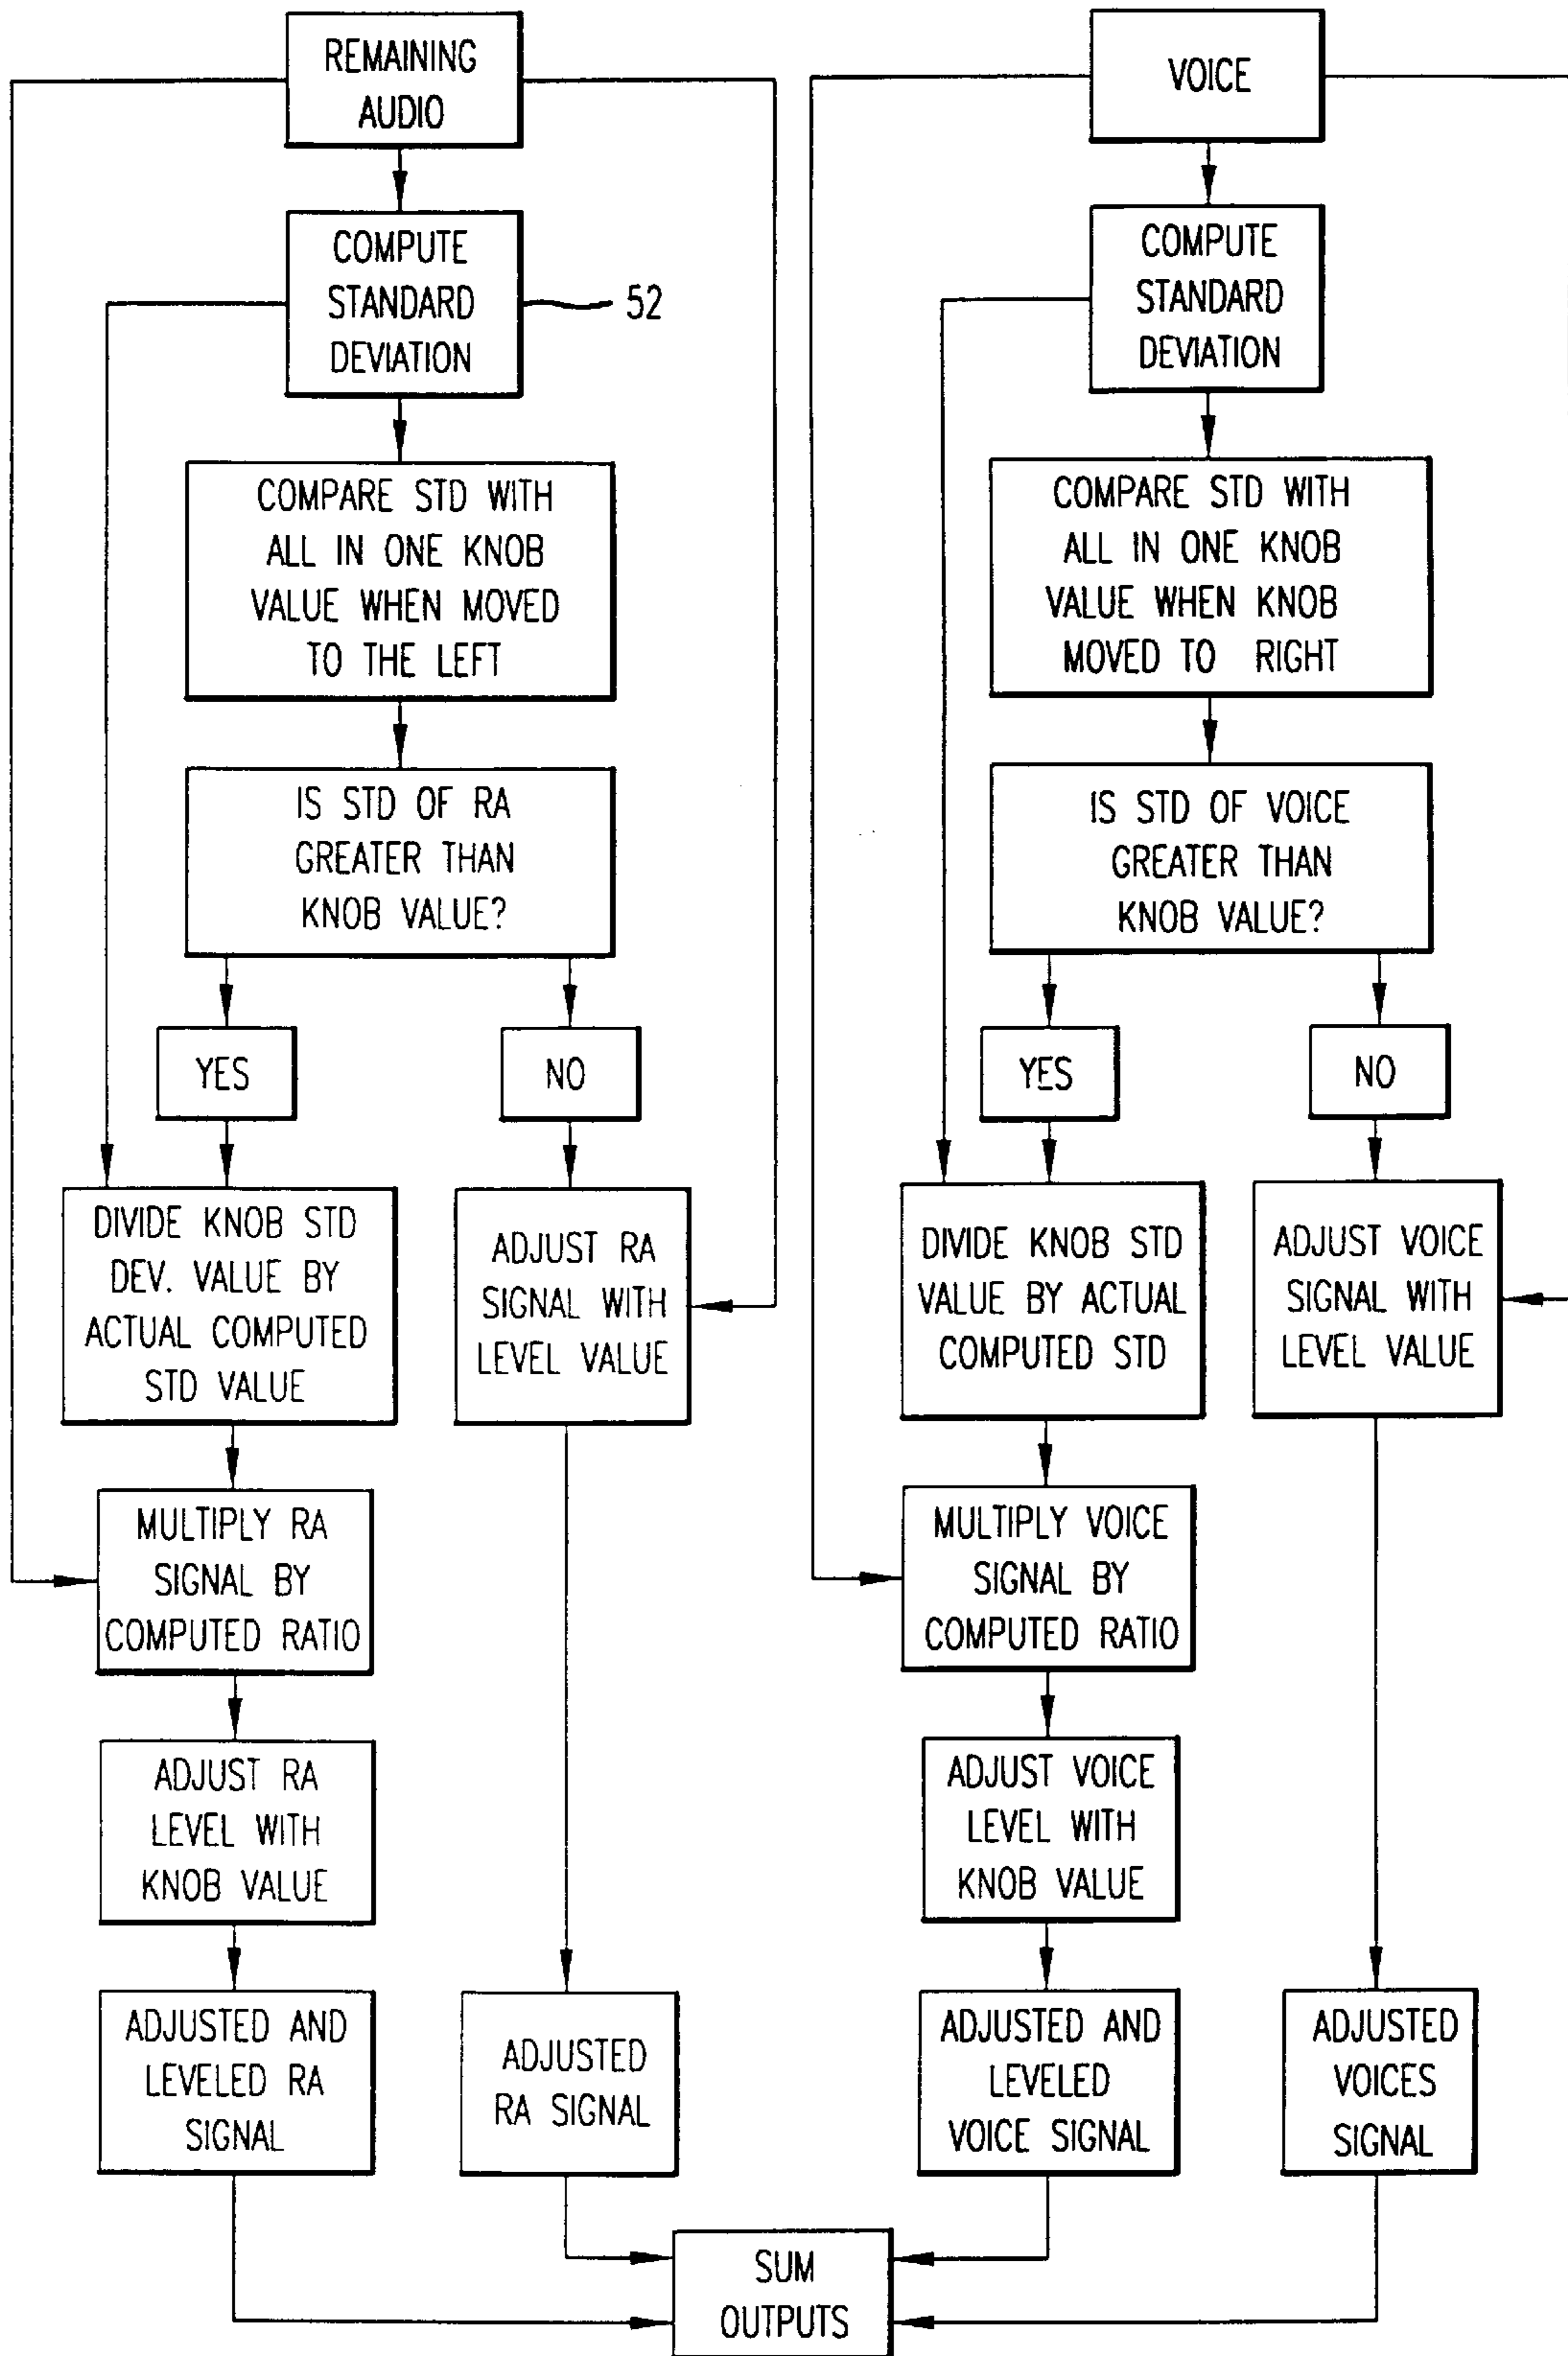 REMAINING
AUDIO
COMPUTE
STANDARD
DEVIATION
52
COMPARE STD WITH
ALL IN ONE KNOB
VALUE WHEN MOVED
TO THE LEFT
IS STD OF RA
GREATER THAN
KNOB VALUE?
YES
NO
DIVIDE KNOB STD
DEV. VALUE BY
ACTUAL COMPUTED
STD VALUE
ADJUST RA
SIGNAL WITH
LEVEL VALUE
MULTIPLY RA
SIGNAL BY
COMPUTED RATIO
ADJUST RA
LEVEL WITH
KNOB VALUE
ADJUSTED AND
LEVELED RA
SIGNAL
ADJUSTED
RA SIGNAL
VOICE
COMPUTE
STANDARD
DEVIATION
COMPARE STD WITH
ALL IN ONE KNOB
VALUE WHEN KNOB
MOVED TO RIGHT
IS STD OF VOICE
GREATER THAN
KNOB VALUE?
YES
NO
DIVIDE KNOB STD
VALUE BY ACTUAL
COMPUTED STD
ADJUST VOICE
SIGNAL WITH
LEVEL VALUE
MULTIPLY VOICE
SIGNAL BY
COMPUTED RATIO
ADJUST VOICE
LEVEL WITH
KNOB VALUE
ADJUSTED AND
LEVELED
VOICE SIGNAL
ADJUSTED
VOICES
SIGNAL
SUM
OUTPUTS